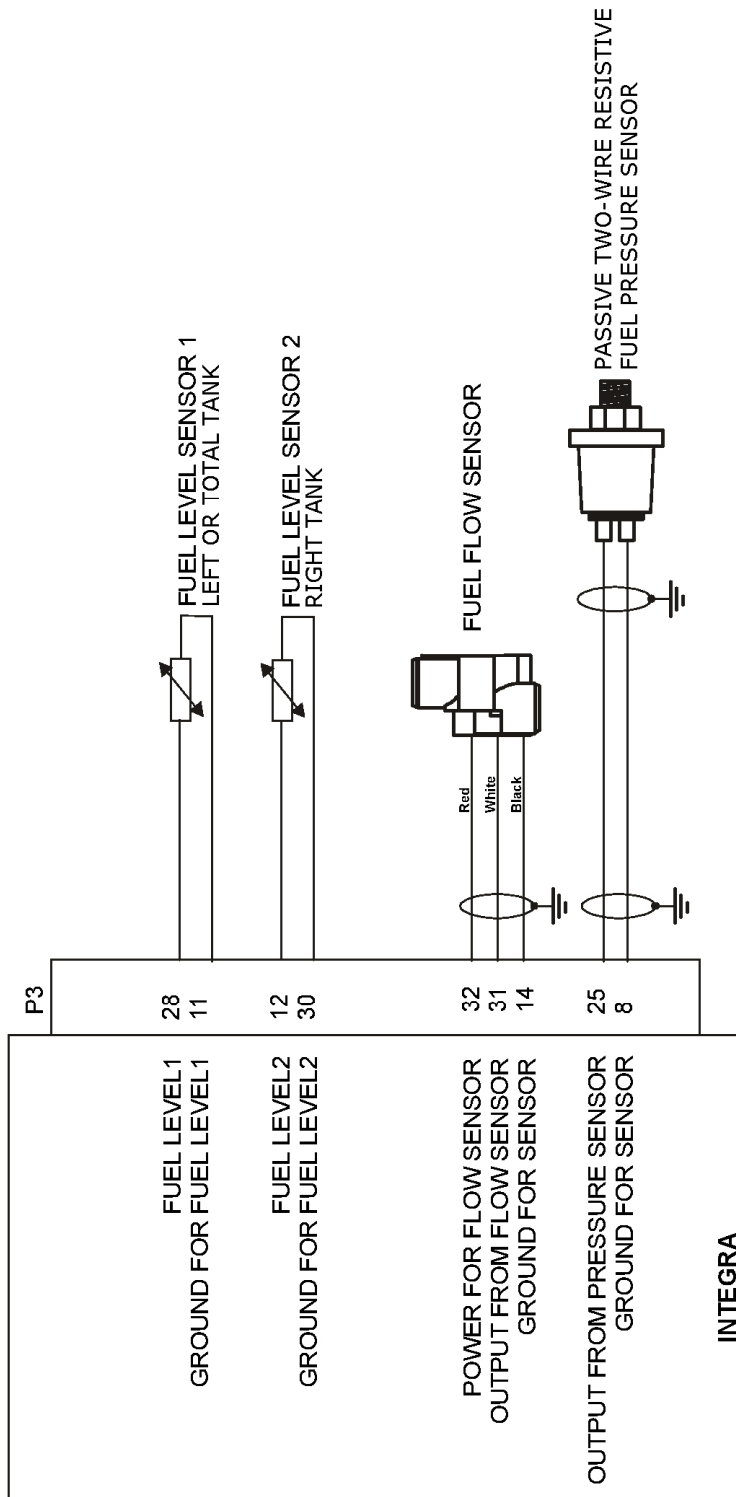 P3
FUEL LEVEL1
28
GROUND FOR FUEL LEVEL1
11
FUEL LEVEL SENSOR 1
LEFT OR TOTAL TANK
FUEL LEVEL2
12
GROUND FOR FUEL LEVEL2
30
FUEL LEVEL SENSOR 2
RIGHT TANK
POWER FOR FLOW SENSOR
32
Red
OUTPUT FROM FLOW SENSOR
31
White
GROUND FOR SENSOR
14
Black
FUEL FLOW SENSOR
OUTPUT FROM PRESSURE SENSOR
25
GROUND FOR SENSOR
8
PASSIVE TWO-WIRE RESISTIVE
FUEL PRESSURE SENSOR
INTEGRA